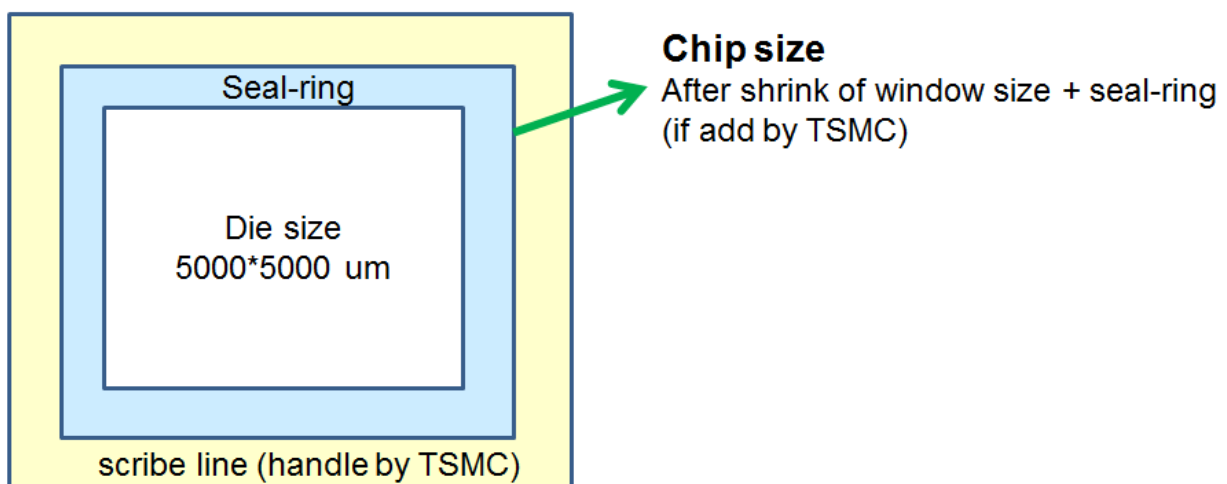 Seal-ring
Die size
5000*5000 um
scribe line (handle by TSMC)
Chip size
After shrink of window size + seal-ring
(if add by TSMC)